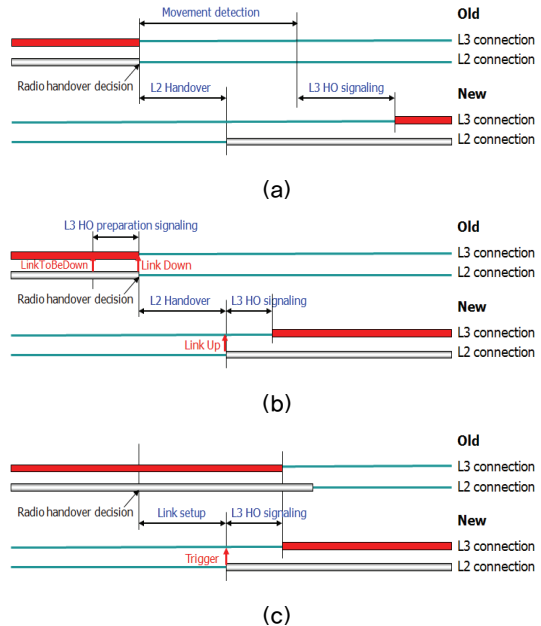 Movement detection
Old
L3 connection
L2 connection
Radio handover decision
L2 Handover
L3 HO signaling
New
L3 connection
L2 connection
(a)
L3 HO preparation signaling
Old
L3 connection
LinkToBeDown
Link Down
L2 connection
Radio handover decision
L2 Handover
L3 HO signaling
New
L3 connection
Link Up
L2 connection
(b)
Old
L3 connection
L2 connection
Radio handover decision
Link setup
L3 HO signaling
New
L3 connection
Trigger
L2 connection
(c)